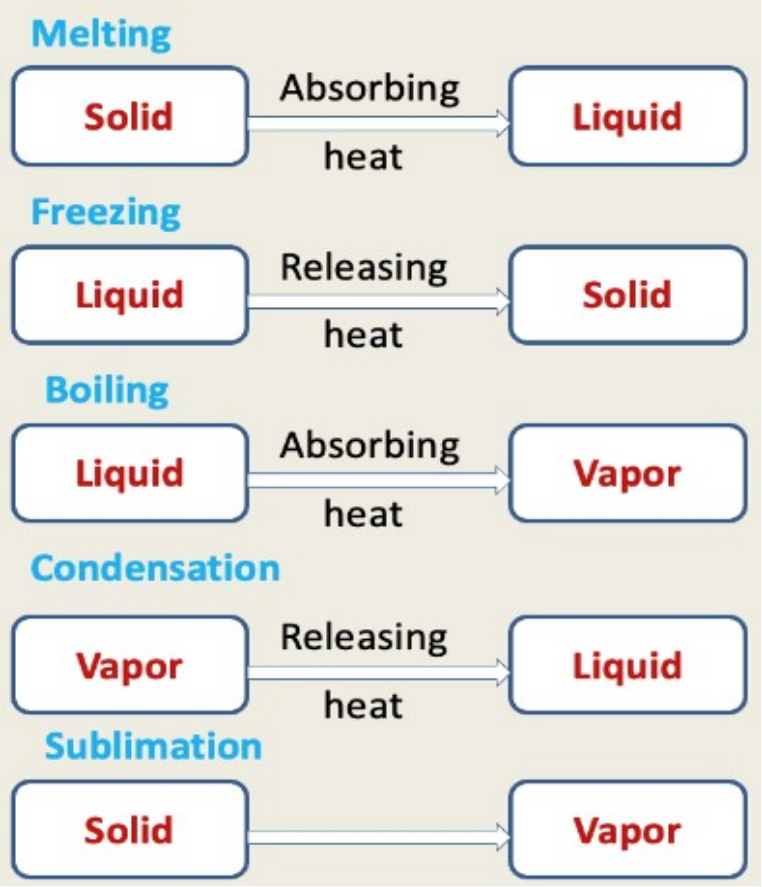 Melting
Solid
Absorbing
heat
Liquid
Freezing
Liquid
Releasing
heat
Solid
Boiling
Liquid
Absorbing
heat
Vapor
Condensation
Vapor
Releasing
heat
Liquid
Sublimation
Solid
Vapor